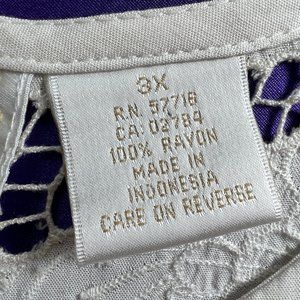 3X
R.N. 57716
CA. 02784
100% RAYON
MADE IN
INDONESIA
CARE ON REVERSE